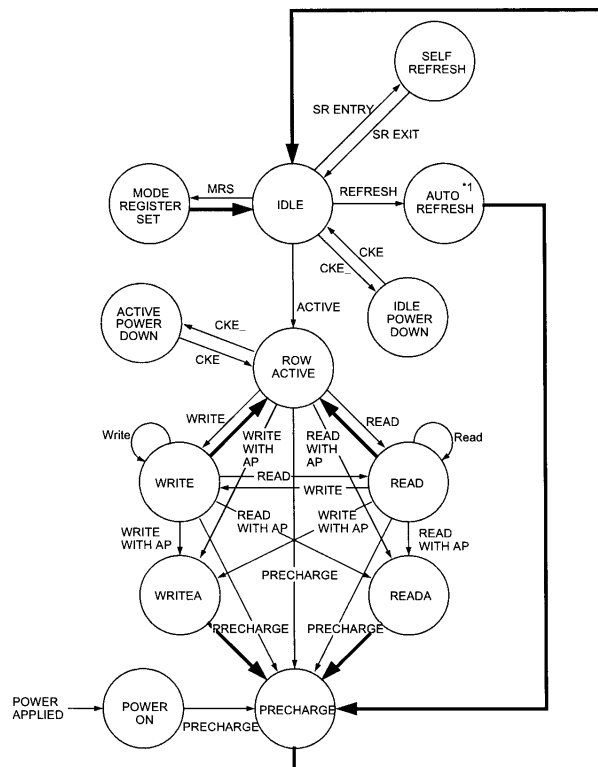 SELF
REFRESH
SR ENTRY
SR EXIT
MODE
REGISTER
SET
MRS
IDLE
REFRESH
AUTO
REFRESH
*1
CKE
CKE_
IDLE
POWER
DOWN
ACTIVE
ACTIVE
POWER
DOWN
CKE_
CKE
ROW
ACTIVE
WRITE
WRITE
WITH
AP
READ
WITH
AP
READ
Write
Read
WRITE
READ
WRITE
READ
WRITE
WITH AP
READ
WITH AP
WRITE
WITH AP
READ
WITH AP
WRITEA
PRECHARGE
READA
PRECHARGE
PRECHARGE
POWER
APPLIED
POWER
ON
PRECHARGE
PRECHARGE